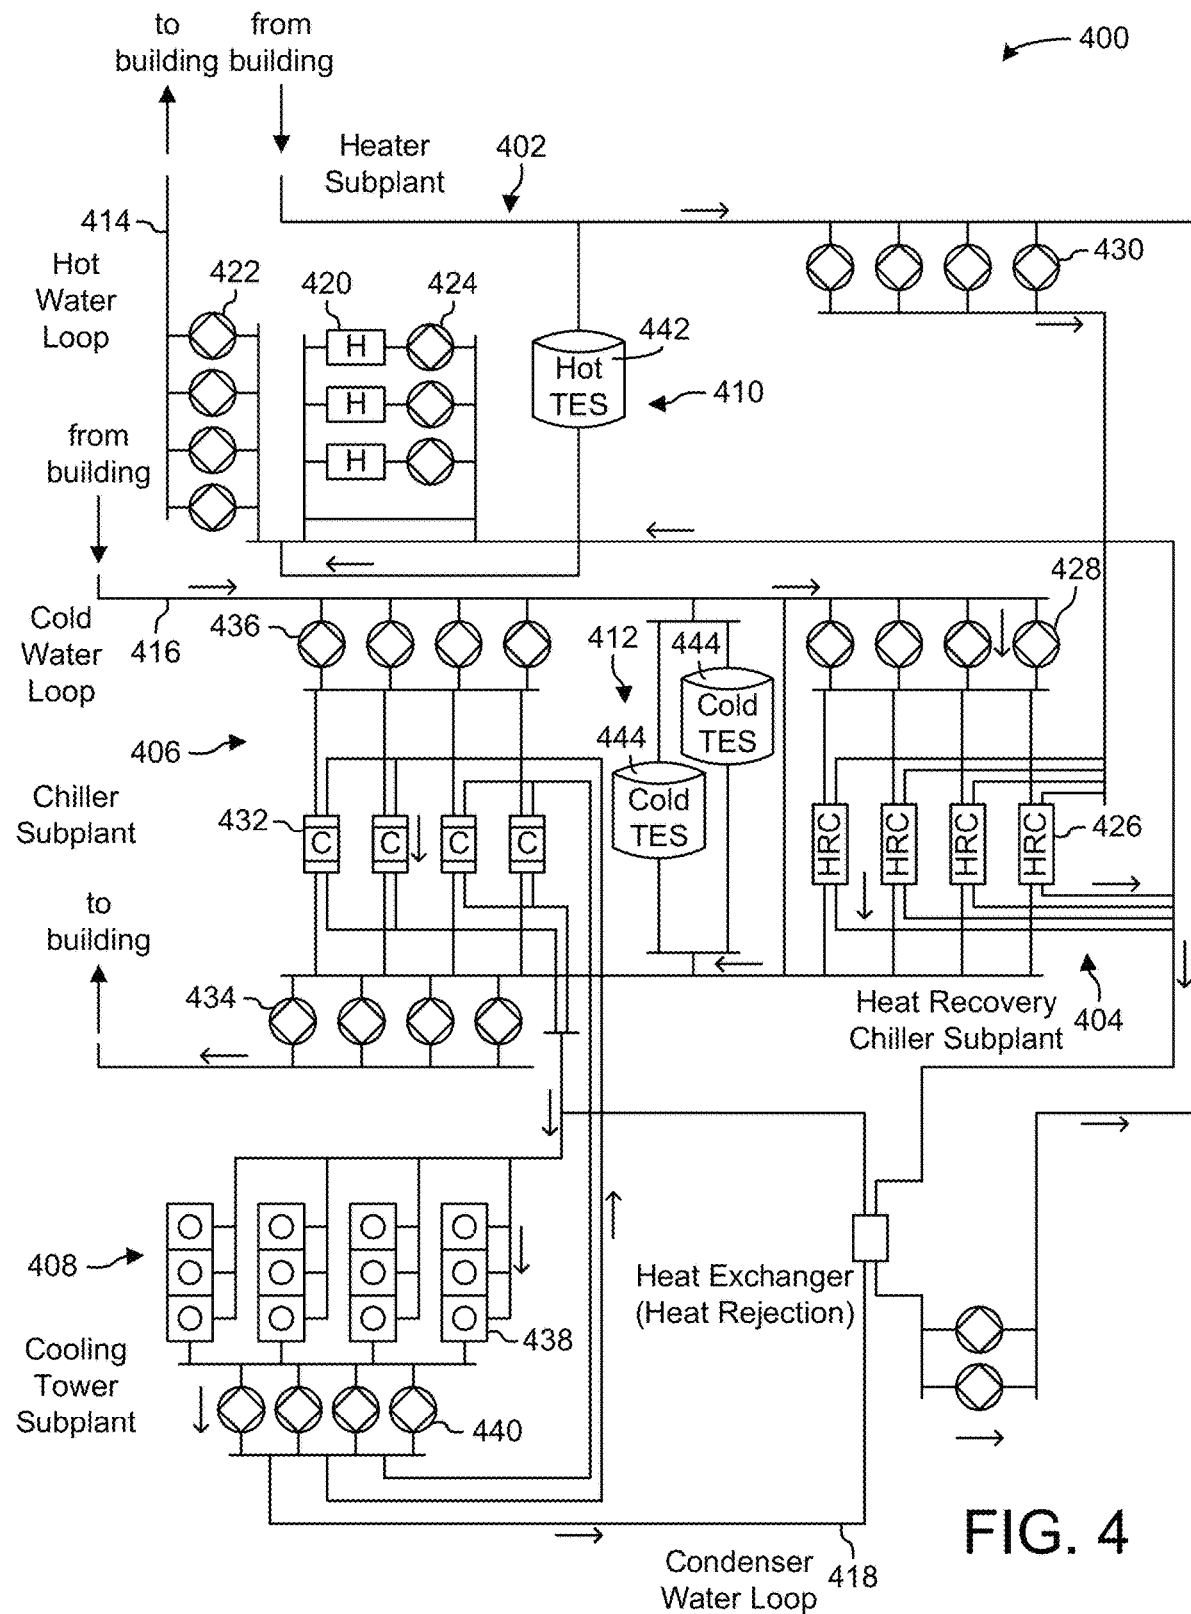 to
building
from
building
400
Heater
Subplant
402
414
Hot
Water
Loop
422
420
424
430
H
H
H
Hot
TES
442
410
from
building
Cold
Water
Loop
416
436
412
444
Cold
TES
444
Cold
TES
428
406
Chiller
Subplant
432
C
C
C
C
HRC
HRC
HRC
HRC
426
to
building
434
Heat Recovery
Chiller Subplant
404
408
Cooling
Tower
Subplant
438
440
Heat Exchanger
(Heat Rejection)
Condenser
Water Loop
418
FIG. 4